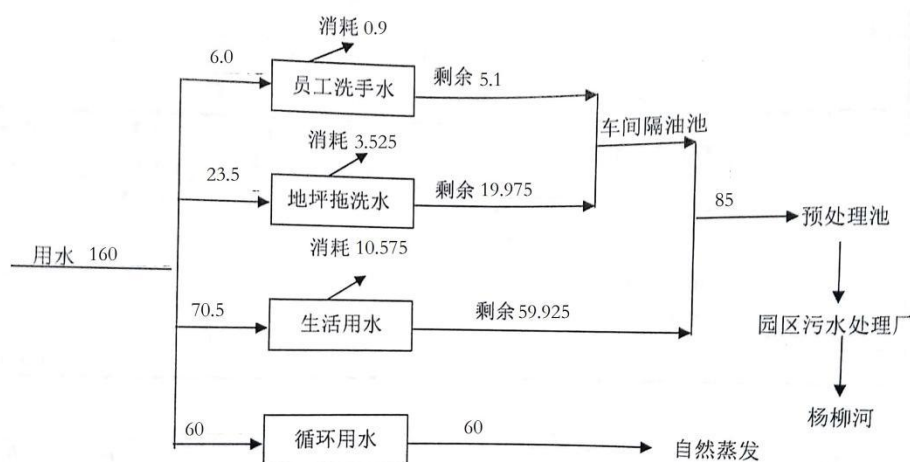 消耗 0.9
6.0
员工洗手水
剩余 5.1
车间隔油池
消耗 3.525
23.5
地坪拖洗水
剩余 19.975
85
预处理池
用水 160
消耗 10.575
70.5
生活用水
剩余 59.925
园区污水处理厂
杨柳河
60
循环用水
60
自然蒸发